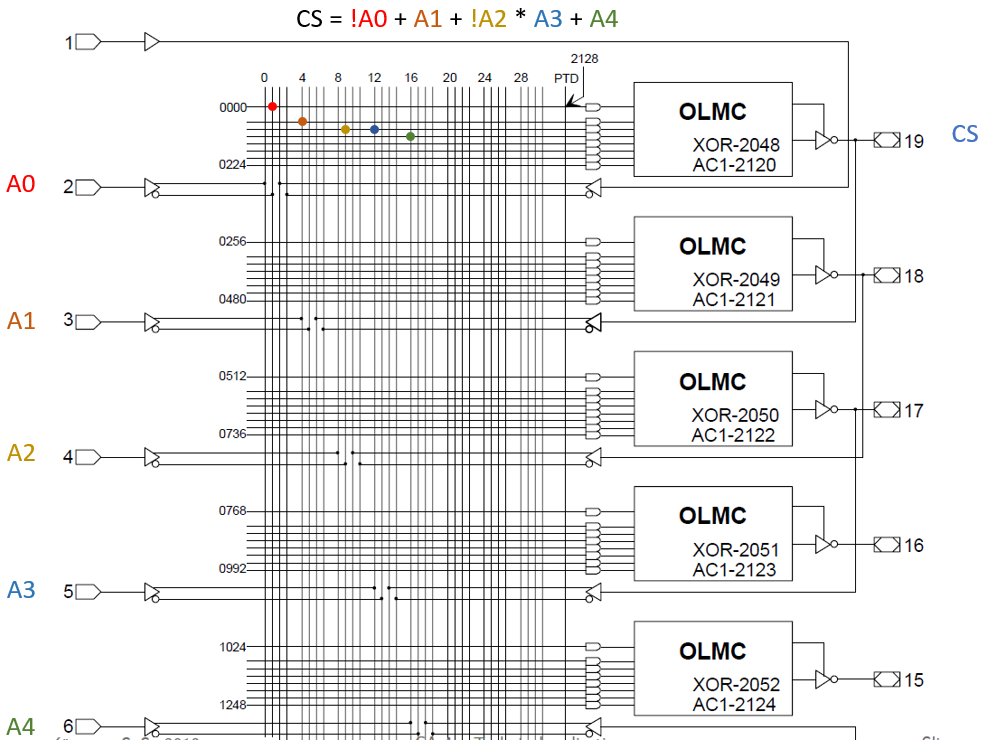 CS = !A0 + A1 + !A2 * A3 + A4
1
2128
0 4 8 12 16 20 24 28 PTD
0000
OLMC
XOR-2048
AC1-2120
19 CS
0224
A0 2
0256
OLMC
XOR-2049
AC1-2121
18
0480
A1 3
0512
OLMC
XOR-2050
AC1-2122
17
0736
A2 4
0768
OLMC
XOR-2051
AC1-2123
16
0992
A3 5
1024
OLMC
XOR-2052
AC1-2124
15
1248
A4 6